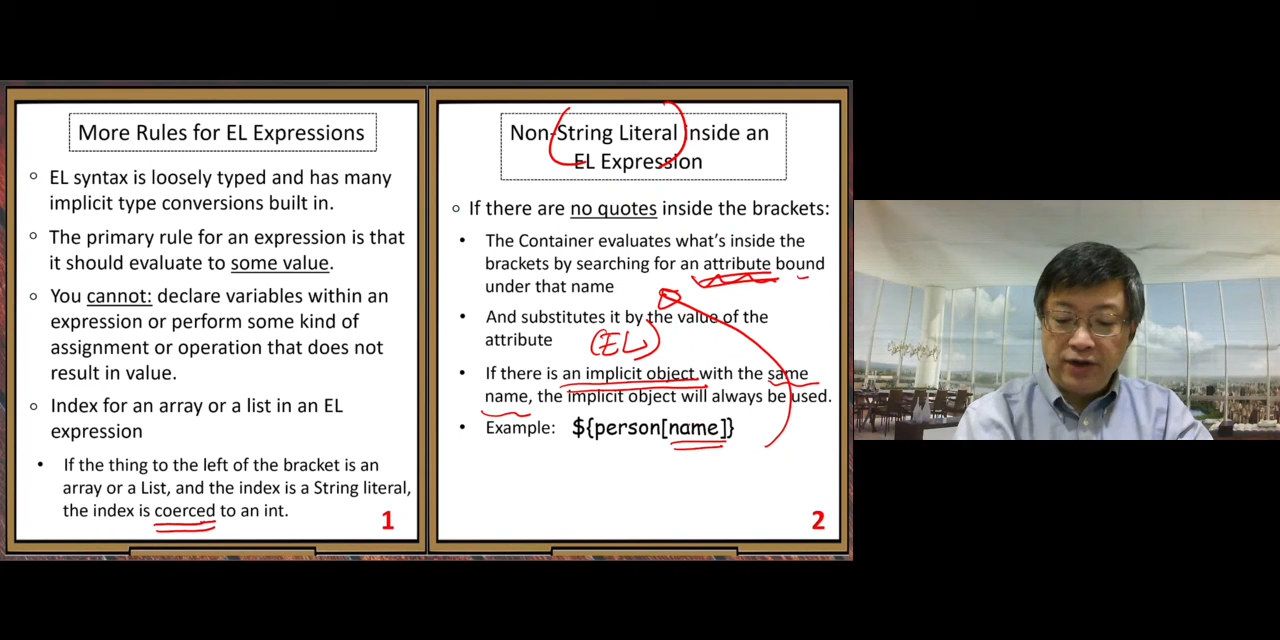 More Rules for EL Expressions
◦ EL syntax is loosely typed and has many
implicit type conversions built in.
◦ The primary rule for an expression is that
it should evaluate to some value.
◦ You cannot: declare variables within an
expression or perform some kind of
assignment or operation that does not
result in value.
◦ Index for an array or a list in an EL
expression
• If the thing to the left of the bracket is an
array or a List, and the index is a String literal,
the index is coerced to an int.
1
Non-String Literal inside an
EL Expression
◦ If there are no quotes inside the brackets:
• The Container evaluates what's inside the
brackets by searching for an attribute bound
under that name
• And substitutes it by the value of the
attribute
(EL)
• If there is an implicit object with the same
name, the implicit object will always be used.
• Example: ${person[name]}
2